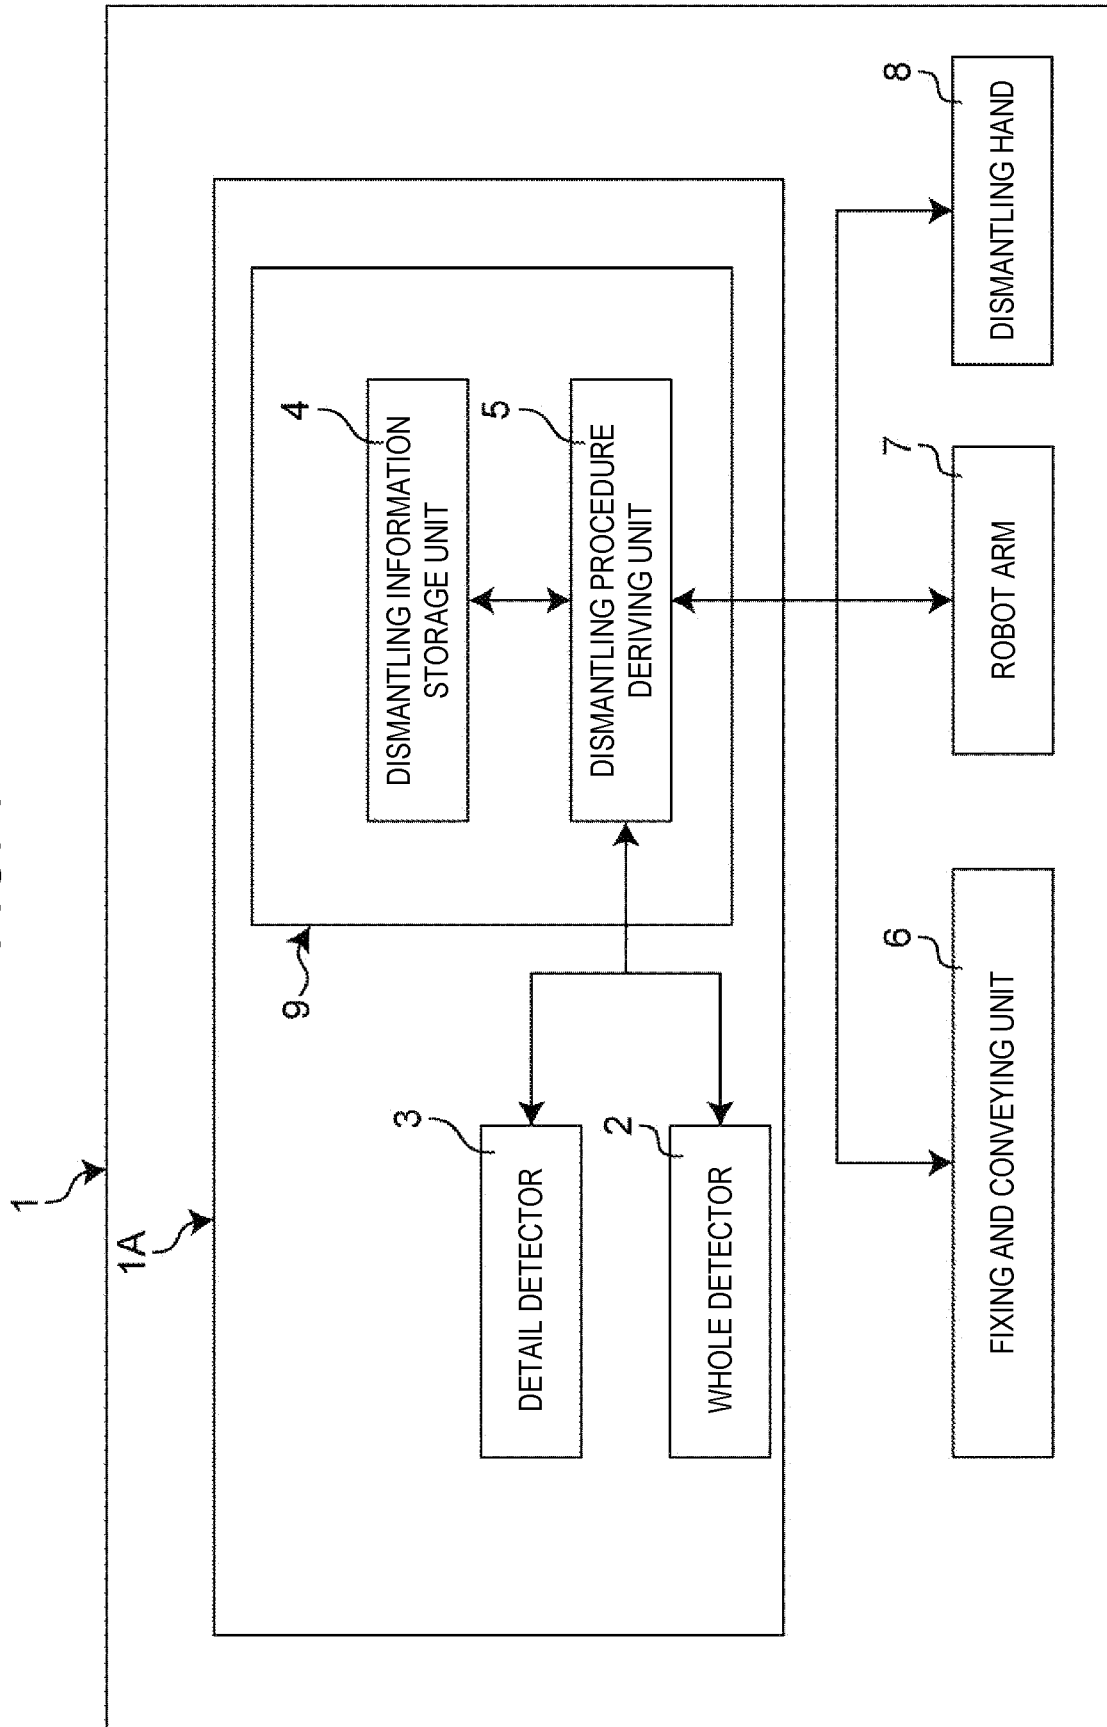 1
1A
9
4
DISMANTLING INFORMATION
STORAGE UNIT
3
DETAIL DETECTOR
5
DISMANTLING PROCEDURE
DERIVING UNIT
2
WHOLE DETECTOR
6
FIXING AND CONVEYING UNIT
7
ROBOT ARM
8
DISMANTLING HAND